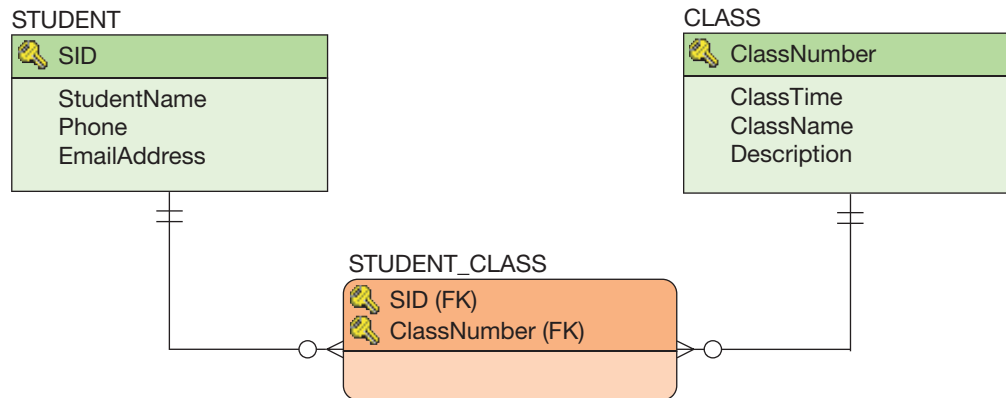 STUDENT
SID
StudentName
Phone
EmailAddress
CLASS
ClassNumber
ClassTime
ClassName
Description
STUDENT_CLASS
SID (FK)
ClassNumber (FK)